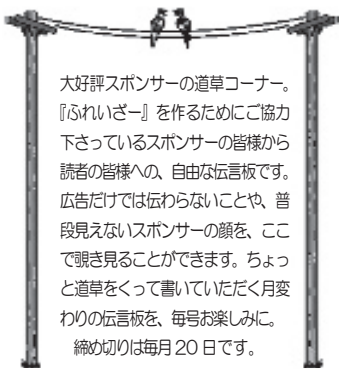 大好評スポンサーの道草コーナー。
『ふれいざー』を作るためにご協力
下さっているスポンサーの皆様から
読者の皆様への、自由な伝言板です。
広告だけでは伝わらないことや、普
段見えないスポンサーの顔を、ここ
で覗き見ることができます。ちょっ
と道草をくって書いていただく月変
わりの伝言板を、毎号お楽しみに。
締め切りは毎月20日です。